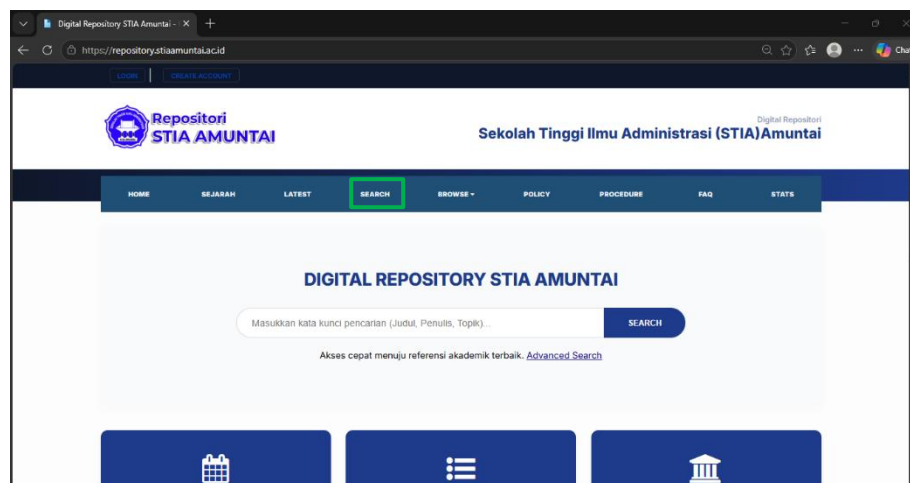 Digital Repository STIA Amuntai -
https://repository.stiaamuntai.ac.id
Chat
LOGIN
CREATE ACCOUNT
Repositori
STIA AMUNTAI
Digital Repositori
Sekolah Tinggi Ilmu Administrasi (STIA)Amuntai
HOME SEJARAH LATEST SEARCH BROWSE POLICY PROCEDURE FAQ STATS
DIGITAL REPOSITORY STIA AMUNTAI
Masukkan kata kunci pencarian (Judul, Penulis, Topik)... SEARCH
Akses cepat menuju referensi akademik terbaik. Advanced Search